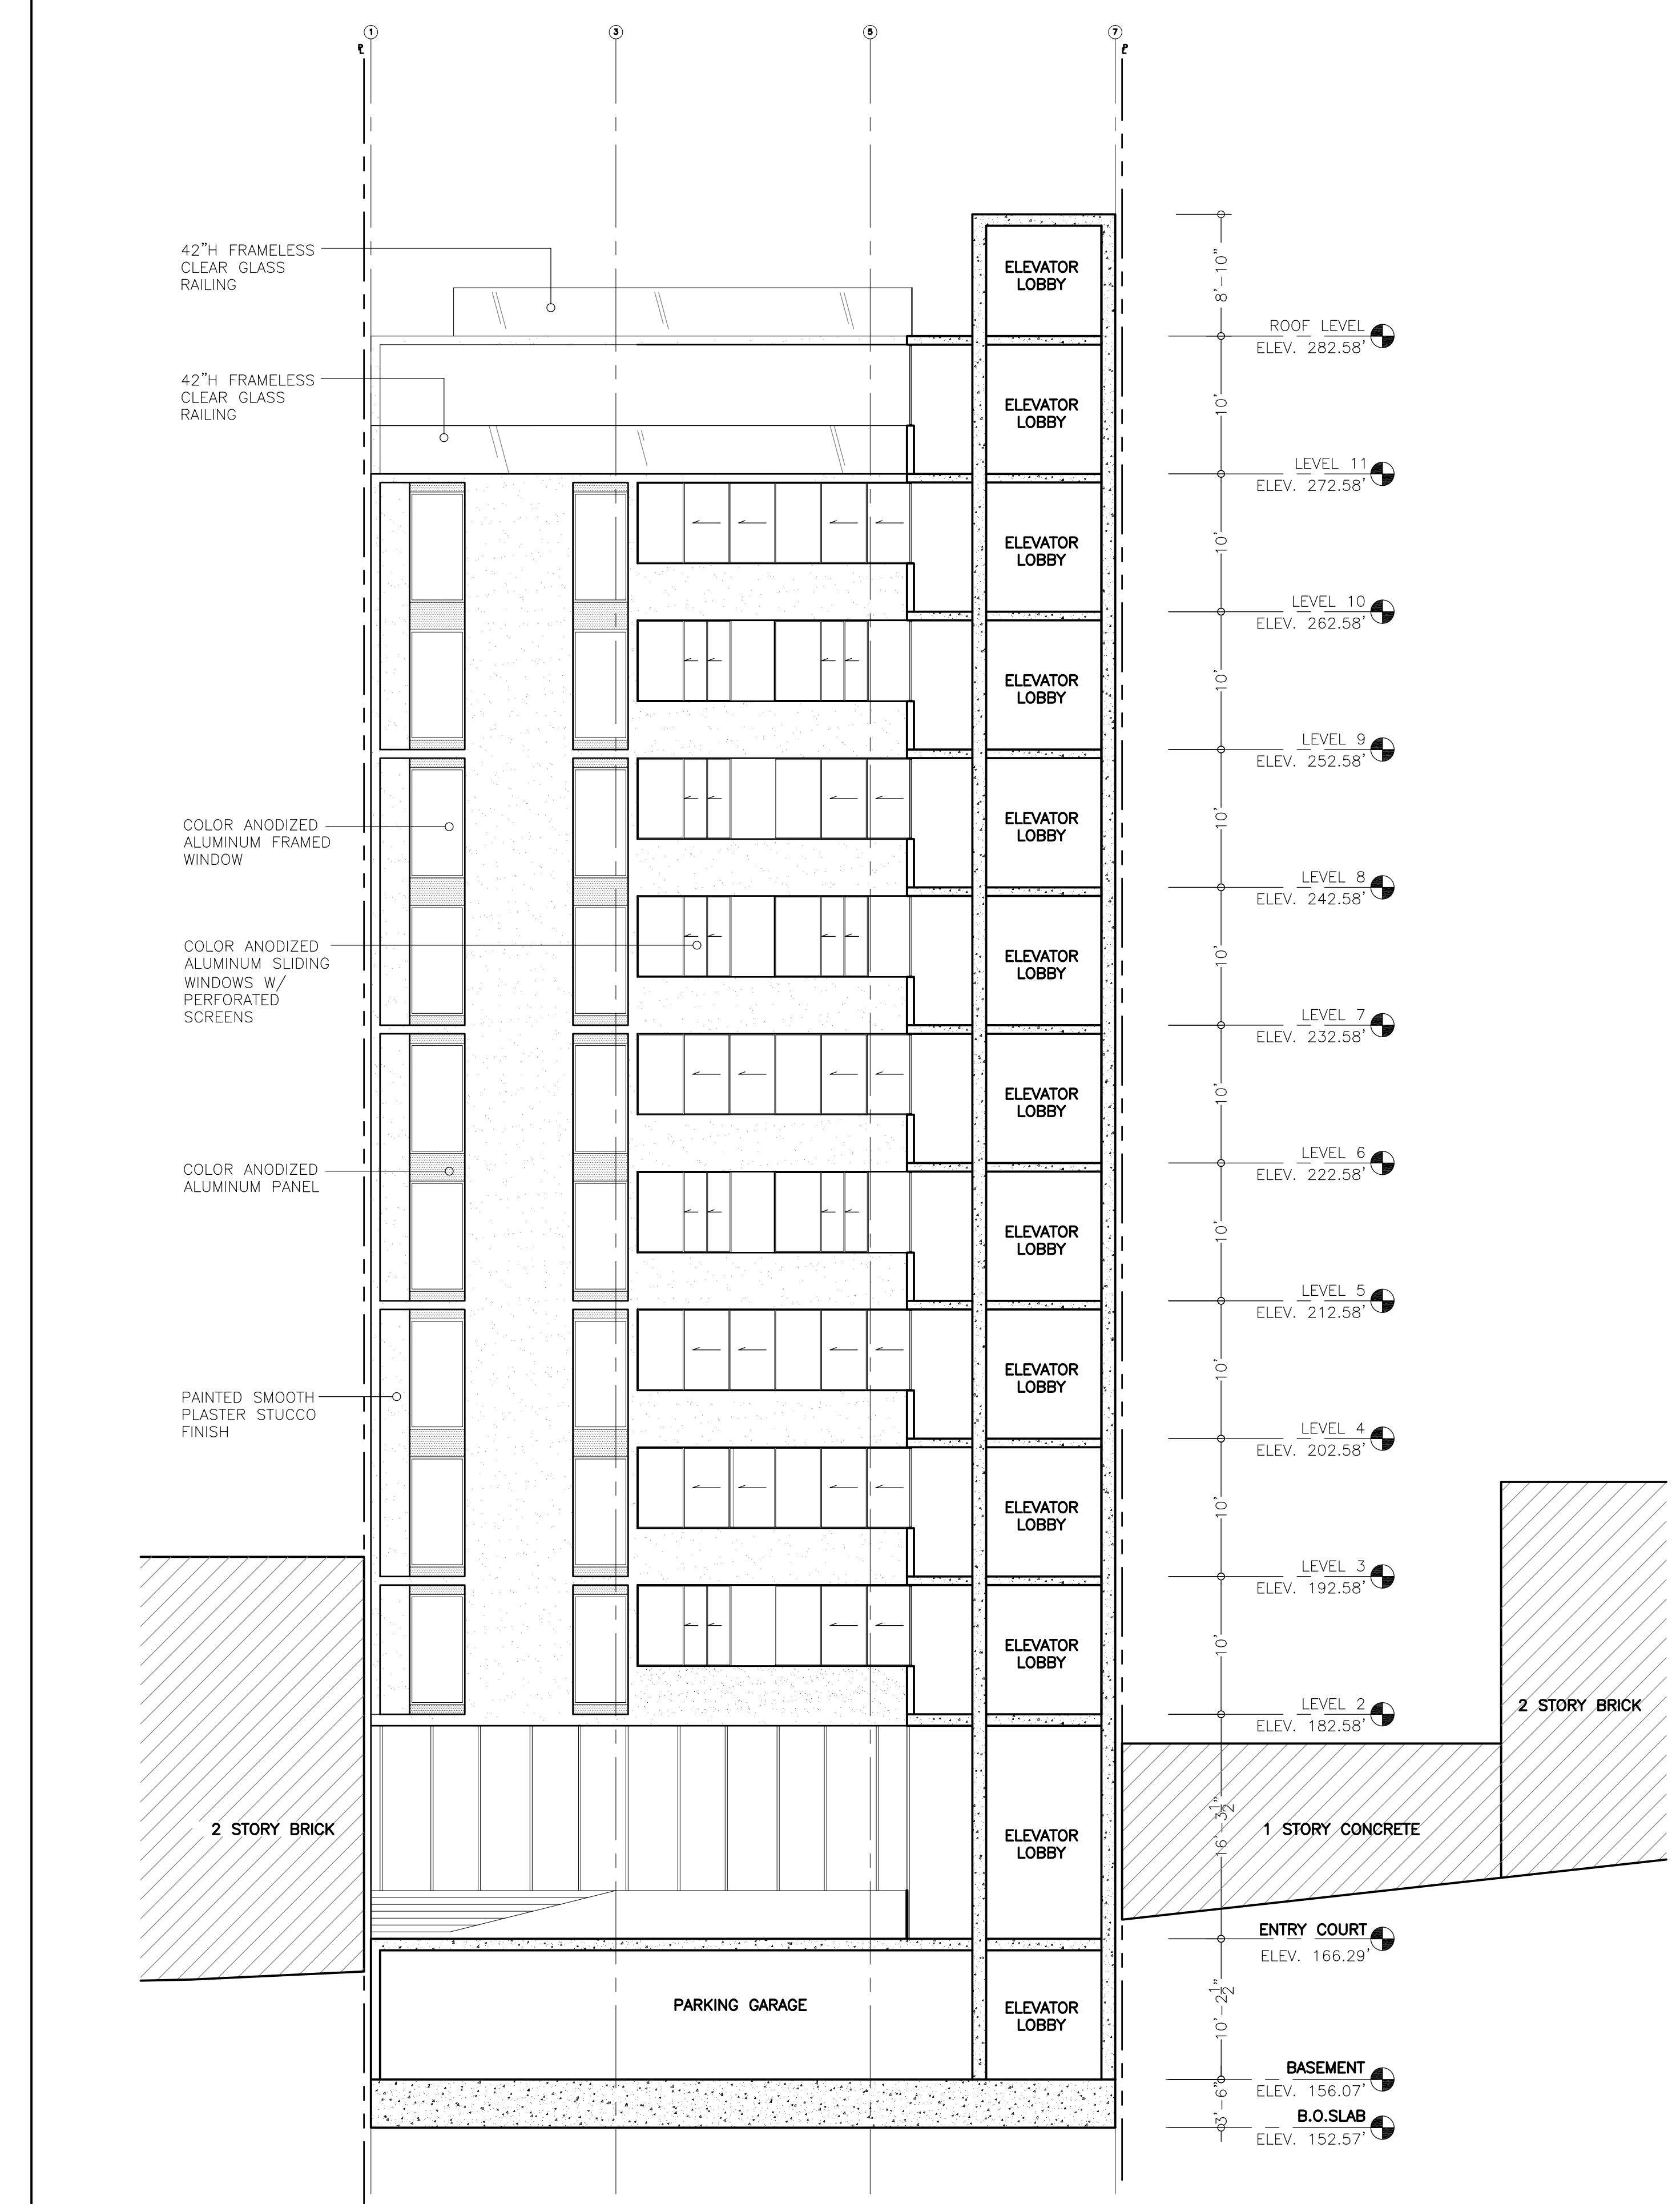 1
3
5
7
42"H FRAMELESS
CLEAR GLASS
RAILING
42"H FRAMELESS
CLEAR GLASS
RAILING
COLOR ANODIZED
ALUMINUM FRAMED
WINDOW
COLOR ANODIZED
ALUMINUM SLIDING
WINDOWS W/
PERFORATED
SCREENS
COLOR ANODIZED
ALUMINUM PANEL
PAINTED SMOOTH
PLASTER STUCCO
FINISH
2 STORY BRICK
ELEVATOR
LOBBY
ELEVATOR
LOBBY
ELEVATOR
LOBBY
ELEVATOR
LOBBY
ELEVATOR
LOBBY
ELEVATOR
LOBBY
ELEVATOR
LOBBY
ELEVATOR
LOBBY
ELEVATOR
LOBBY
ELEVATOR
LOBBY
ELEVATOR
LOBBY
ELEVATOR
LOBBY
PARKING GARAGE
ELEVATOR
LOBBY
8'-10"
10'
10'
10'
10'
10'
10'
10'
10'
10'
10'
16'-3½"
10'-2½"
3'-6"
ROOF LEVEL
ELEV. 282.58'
LEVEL 11
ELEV. 272.58'
LEVEL 10
ELEV. 262.58'
LEVEL 9
ELEV. 252.58'
LEVEL 8
ELEV. 242.58'
LEVEL 7
ELEV. 232.58'
LEVEL 6
ELEV. 222.58'
LEVEL 5
ELEV. 212.58'
LEVEL 4
ELEV. 202.58'
LEVEL 3
ELEV. 192.58'
LEVEL 2
ELEV. 182.58'
2 STORY BRICK
1 STORY CONCRETE
ENTRY COURT
ELEV. 166.29'
BASEMENT
ELEV. 156.07'
B.O.SLAB
ELEV. 152.57'